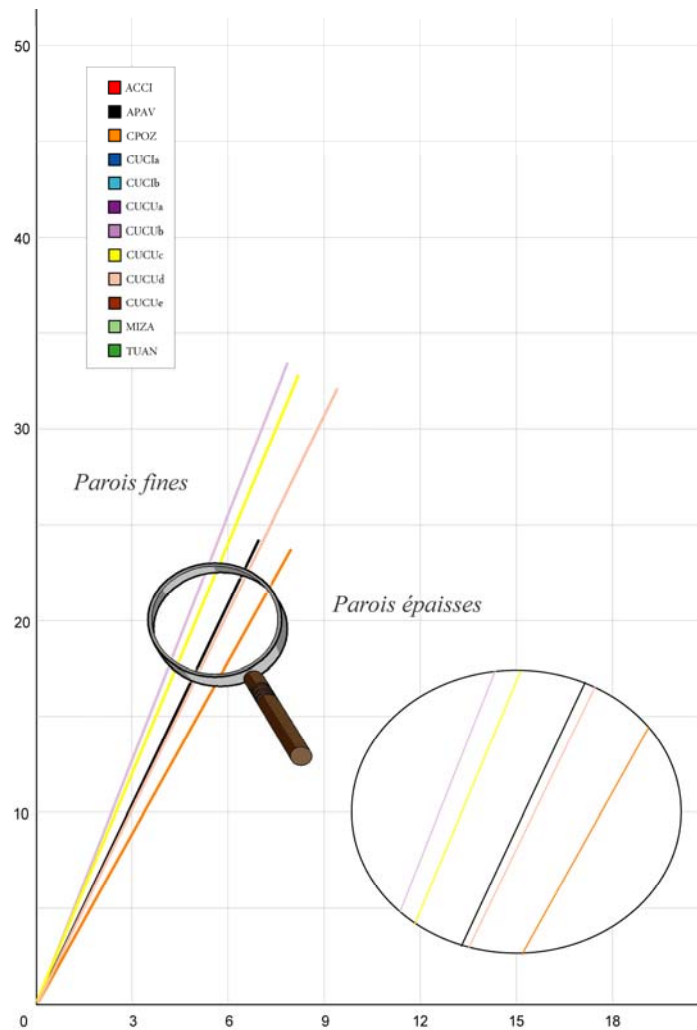 50
ACCI
APAV
CPOZ
CUCIa
CUCIb
CUCUa
CUCUb
CUCUc
CUCUd
CUCUe
MIZA
TUAN
40
30
Parois fines
20
Parois épaisses
10
0 3 6 9 12 15 18